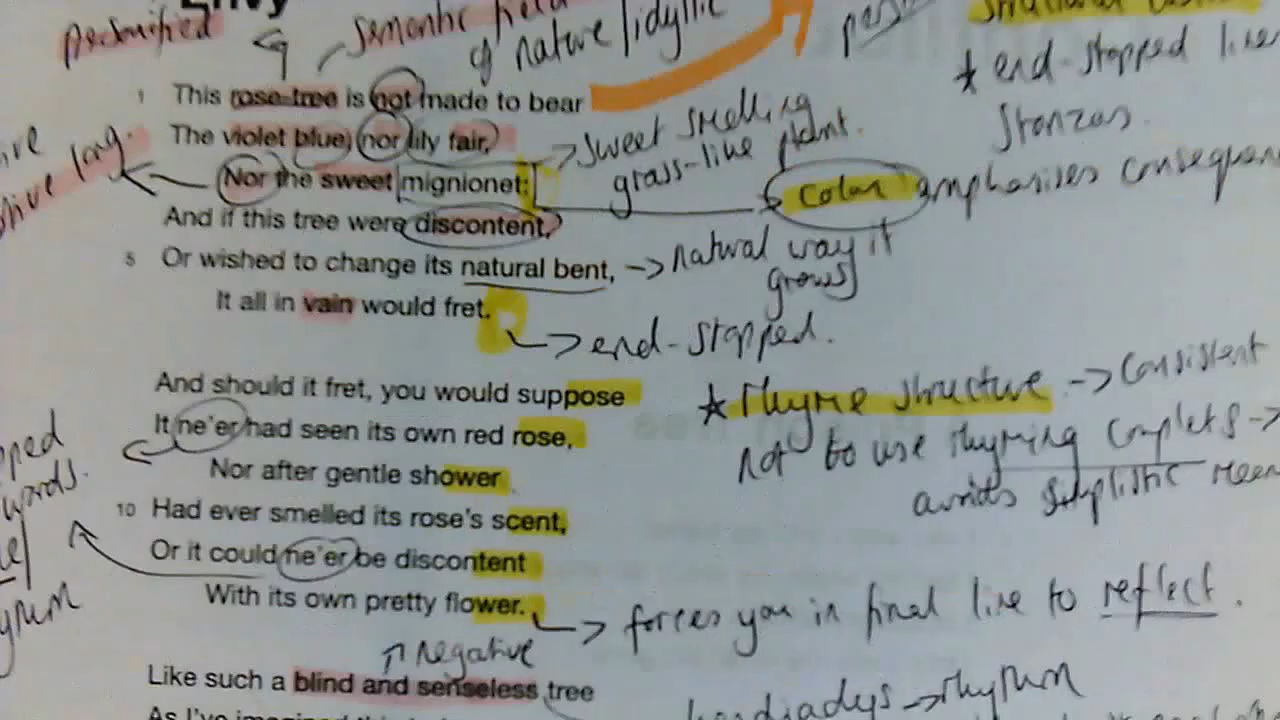 Envy
personified
semantic field
of nature/idyllic
* end-stopped lines
stanzas.
1 This rose-tree is not made to bear
The violet blue, nor lily fair,
Nor the sweet mignionet:
And if this tree were discontent,
5 Or wished to change its natural bent,
It all in vain would fret.
-> sweet smelling
grass-like plant.
Colon emphasises
-> natural way it
grows
-> end-stopped.
And should it fret, you would suppose
It ne'er had seen its own red rose,
Nor after gentle shower
10 Had ever smelled its rose's scent,
Or it could ne'er be discontent
With its own pretty flower.
* Rhyme structure -> Consistent
not to use rhyming couplets ->
avoids simplistic
words.
-> forces you in final line to reflect.
negative
Like such a blind and senseless tree
hendiadys -> rhythm